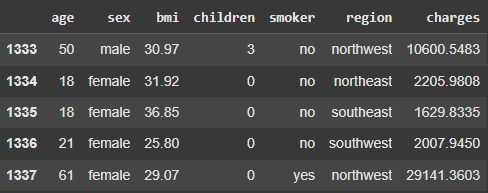 age sex bmi children smoker region charges
1333 50 male 30.97 3 no northwest 10600.5483
1334 18 female 31.92 0 no northeast 2205.9808
1335 18 female 36.85 0 no southeast 1629.8335
1336 21 female 25.80 0 no southwest 2007.9450
1337 61 female 29.07 0 yes northwest 29141.3603